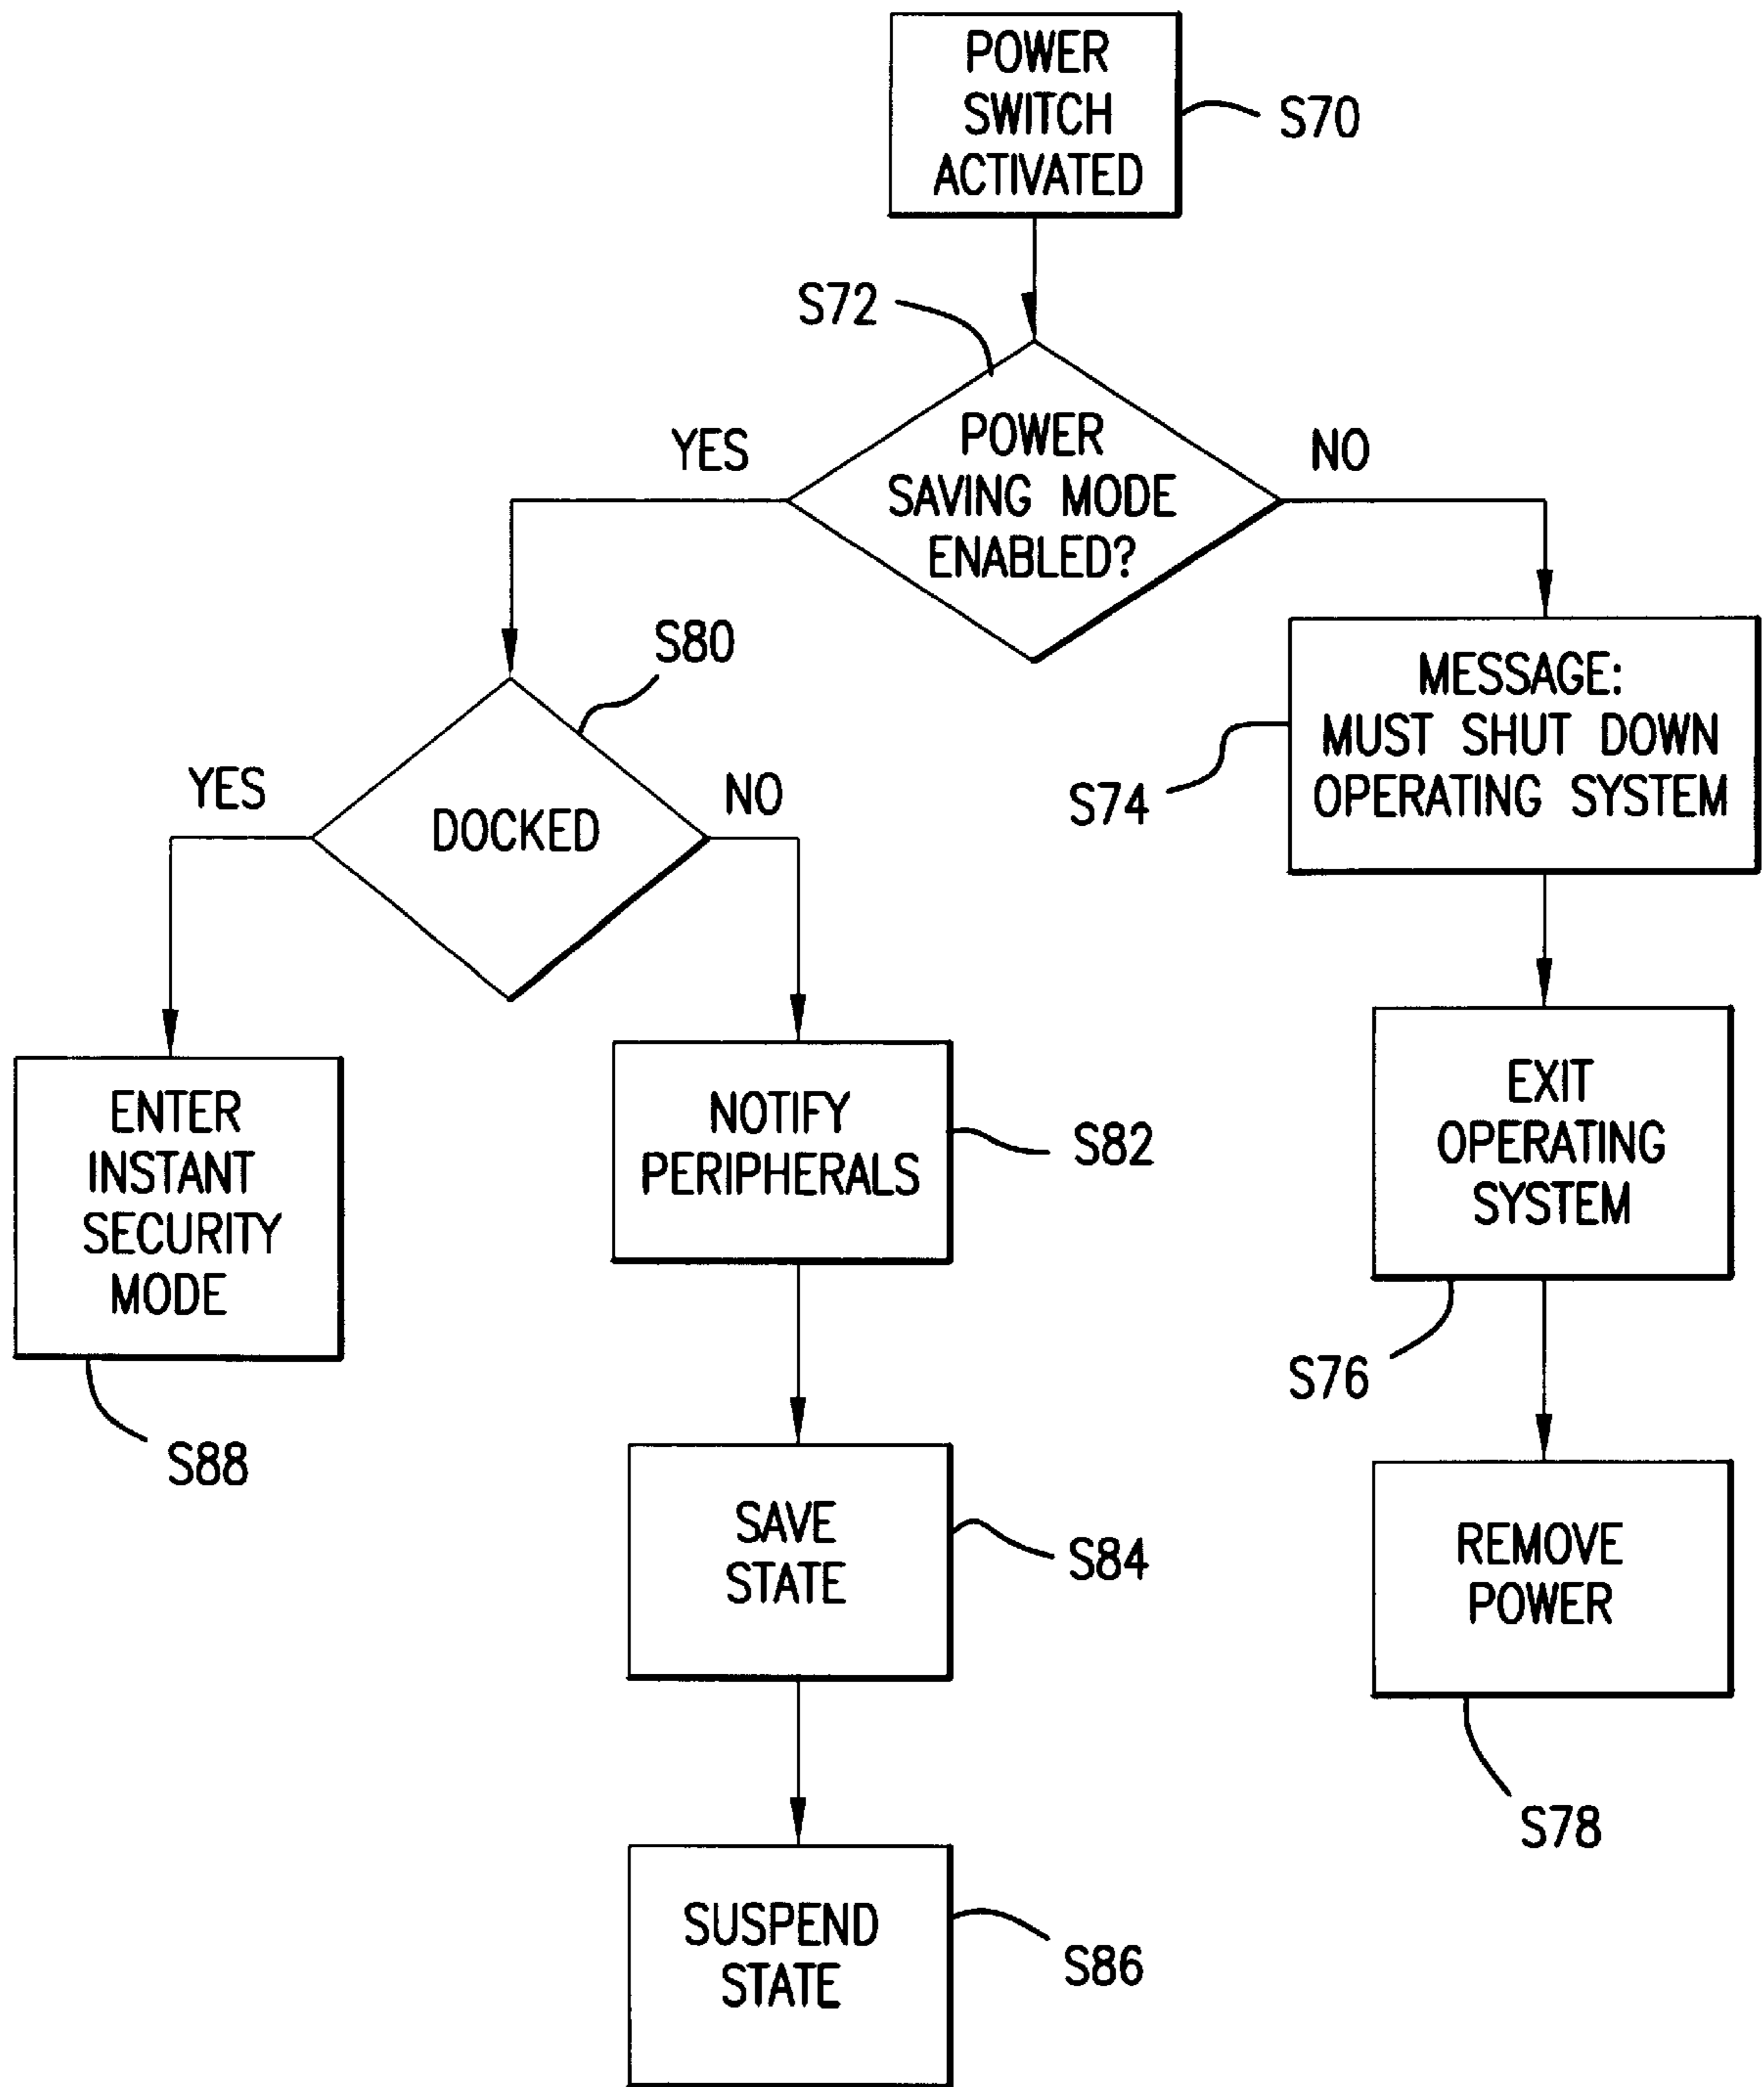 POWER
SWITCH
ACTIVATED
S70
S72
YES
POWER
SAVING MODE
ENABLED?
NO
S80
MESSAGE:
MUST SHUT DOWN
OPERATING SYSTEM
S74
YES
DOCKED
NO
ENTER
INSTANT
SECURITY
MODE
S88
NOTIFY
PERIPHERALS
S82
EXIT
OPERATING
SYSTEM
S76
SAVE
STATE
S84
REMOVE
POWER
S78
SUSPEND
STATE
S86